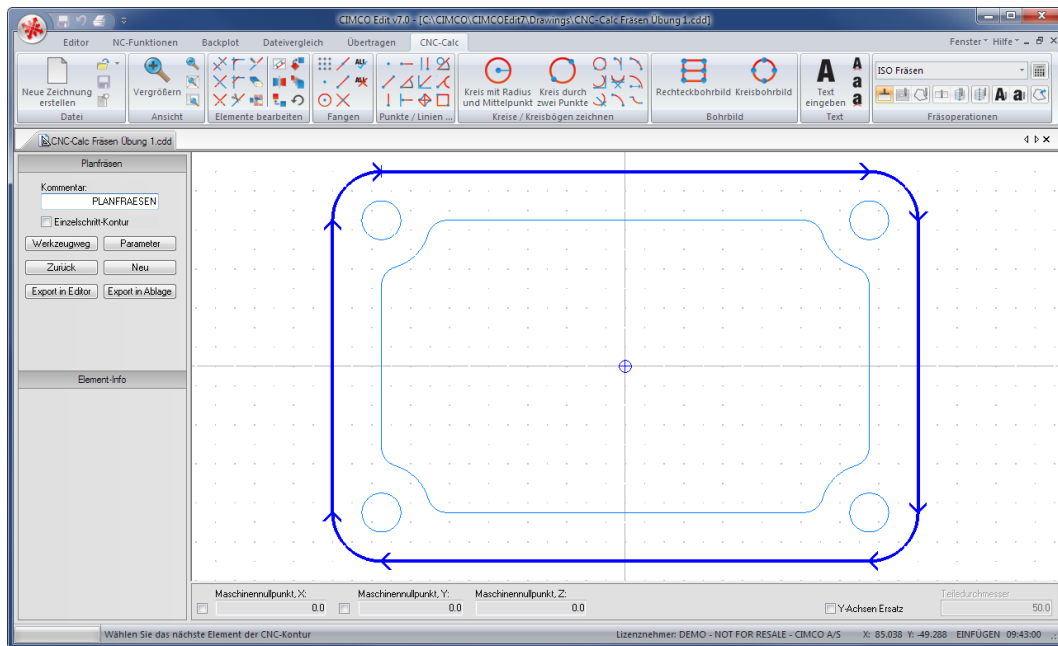 CIMCO Edit v7.0 - [C:\CIMCO\CIMCOEdit7\Drawings\CNC-Calc Fräsen Übung 1.cdd]
Editor NC-Funktionen Backplot Dateivergleich Übertragen CNC-Calc Fenster Hilfe
Neue Zeichnung erstellen
Datei
Vergrößern
Ansicht
Elemente bearbeiten
Fangen
Punkte / Linien ...
Kreis mit Radius und Mittelpunkt
Kreis durch zwei Punkte
Kreise / Kreisbögen zeichnen
Rechteckbohrbild Kreisbohrbild
Bohrbild
A
Text eingeben
A
a
a
Text
ISO Fräsen
Fräsoperationen
CNC-Calc Fräsen Übung 1.cdd
Planfräsen
Kommentar:
PLANFRAESEN
Einzelschritt-Kontur
Werkzeugweg Parameter
Zurück Neu
Export in Editor Export in Ablage
Element-Info
Maschinennullpunkt, X: Maschinennullpunkt, Y: Maschinennullpunkt, Z: Teiledurchmesser
0.0 0.0 0.0 Y-Achsen Ersatz 50.0
Wählen Sie das nächste Element der CNC-Kontur Lizenznehmer: DEMO - NOT FOR RESALE - CIMCO A/S X: 85.038 Y: -49.288 EINFÜGEN 09:43:00